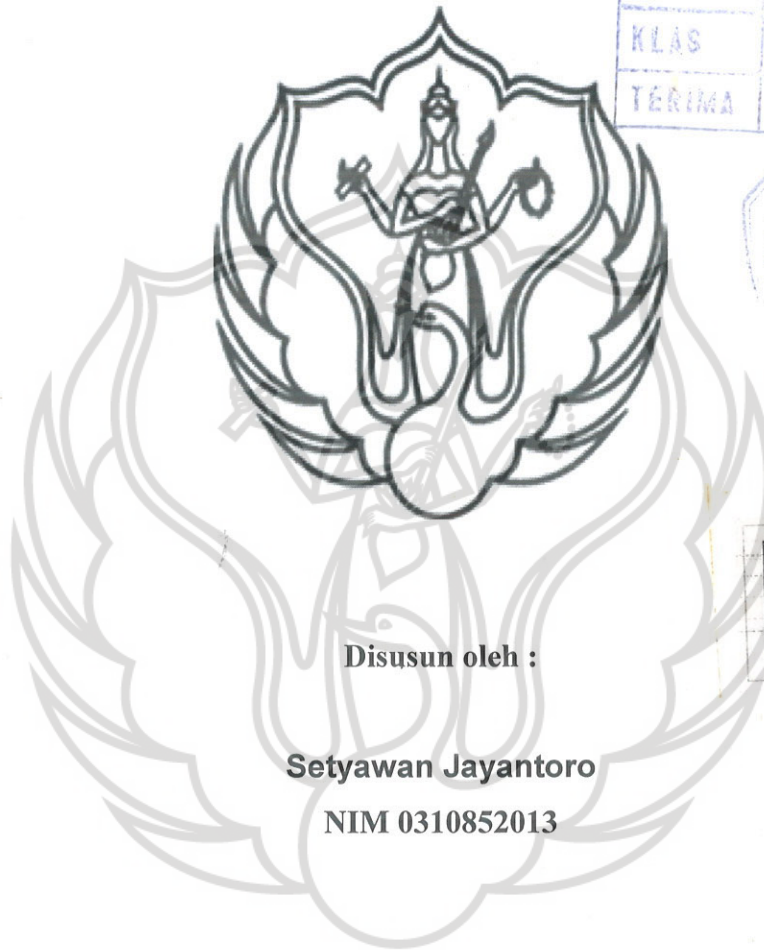 KLAS
TERIMA
Disusun oleh :
Setyawan Jayantoro
NIM 0310852013